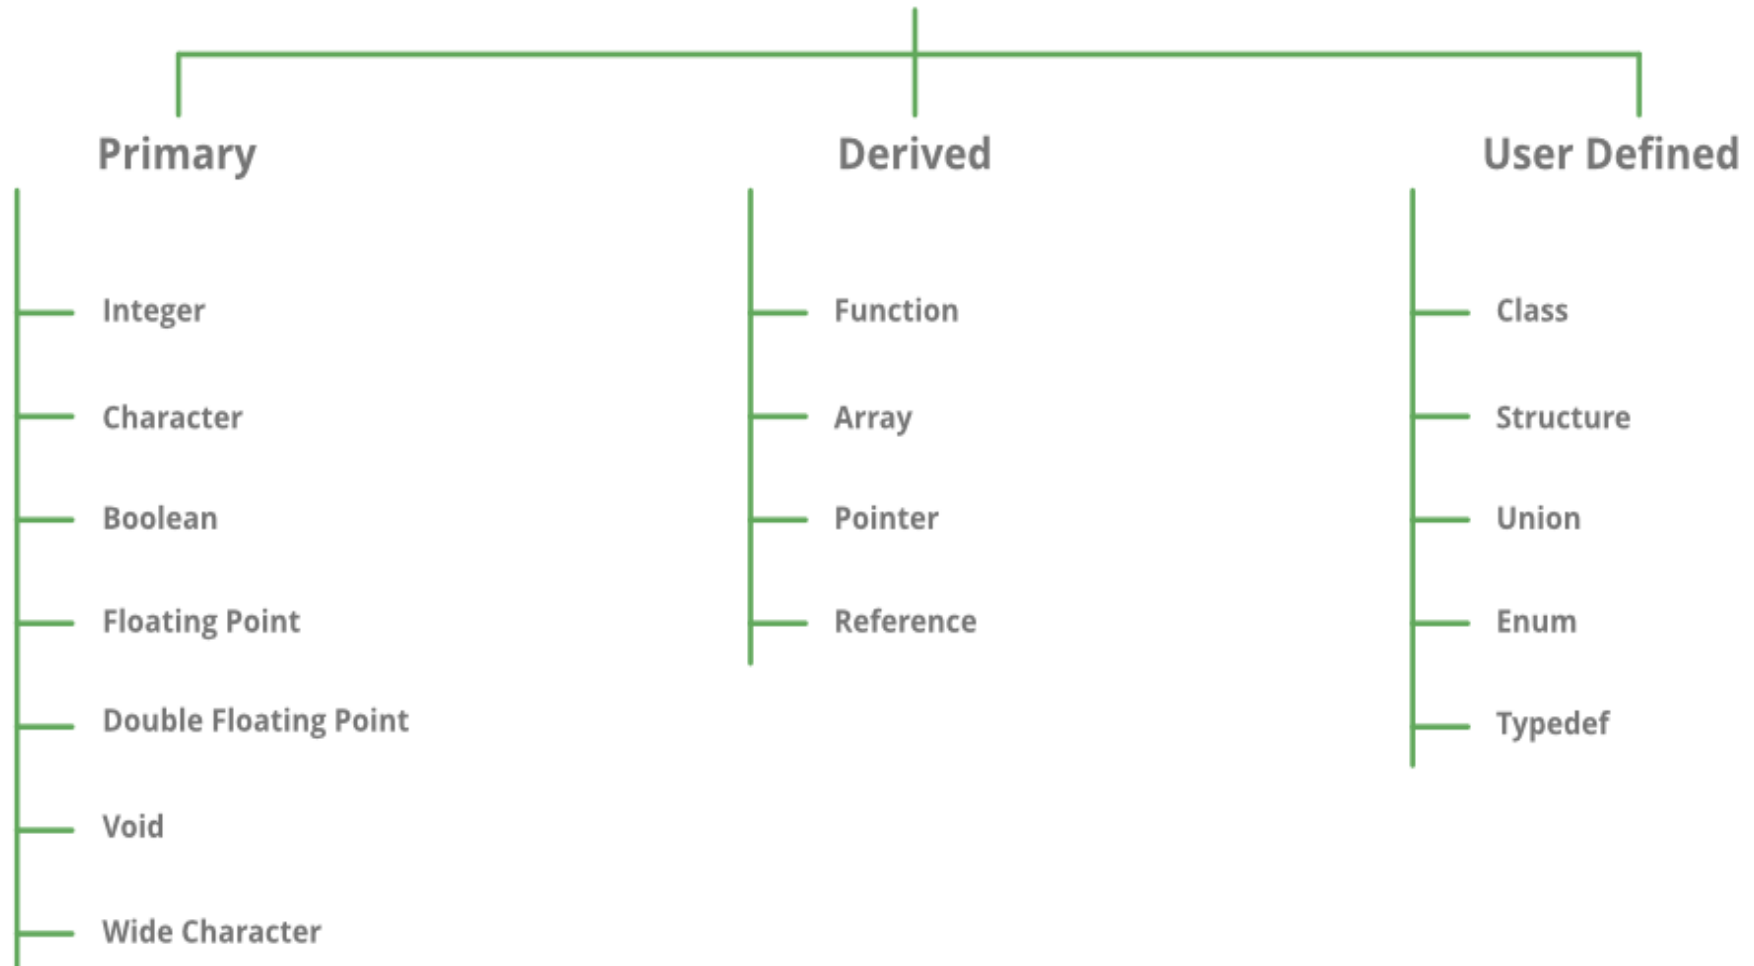 Primary
Integer
Character
Boolean
Floating Point
Double Floating Point
Void
Wide Character
Derived
Function
Array
Pointer
Reference
User Defined
Class
Structure
Union
Enum
Typedef